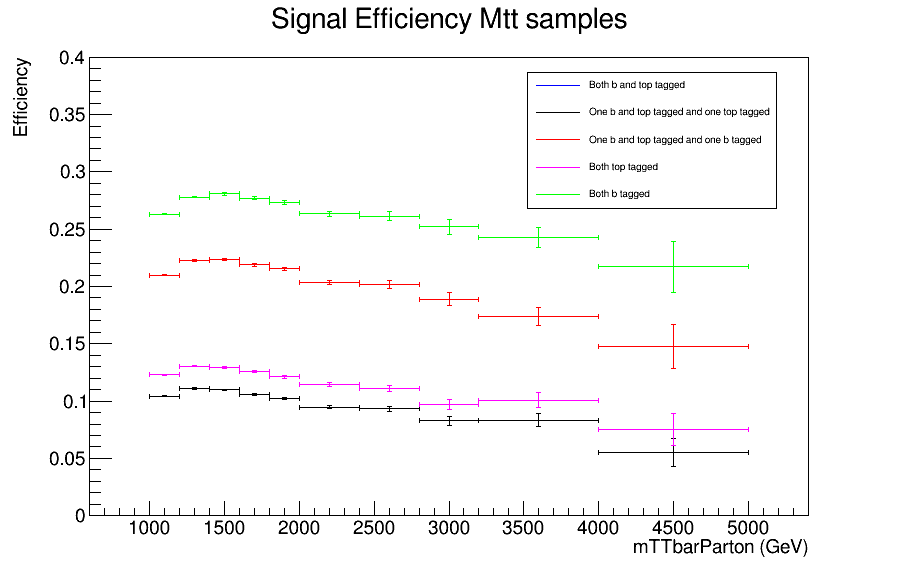 Signal Efficiency Mtt samples
Efficiency
0.4
0.35
0.3
0.25
0.2
0.15
0.1
0.05
0
Both b and top tagged
One b and top tagged and one top tagged
One b and top tagged and one b tagged
Both top tagged
Both b tagged
1000 1500 2000 2500 3000 3500 4000 4500 5000
mTTbarParton (GeV)